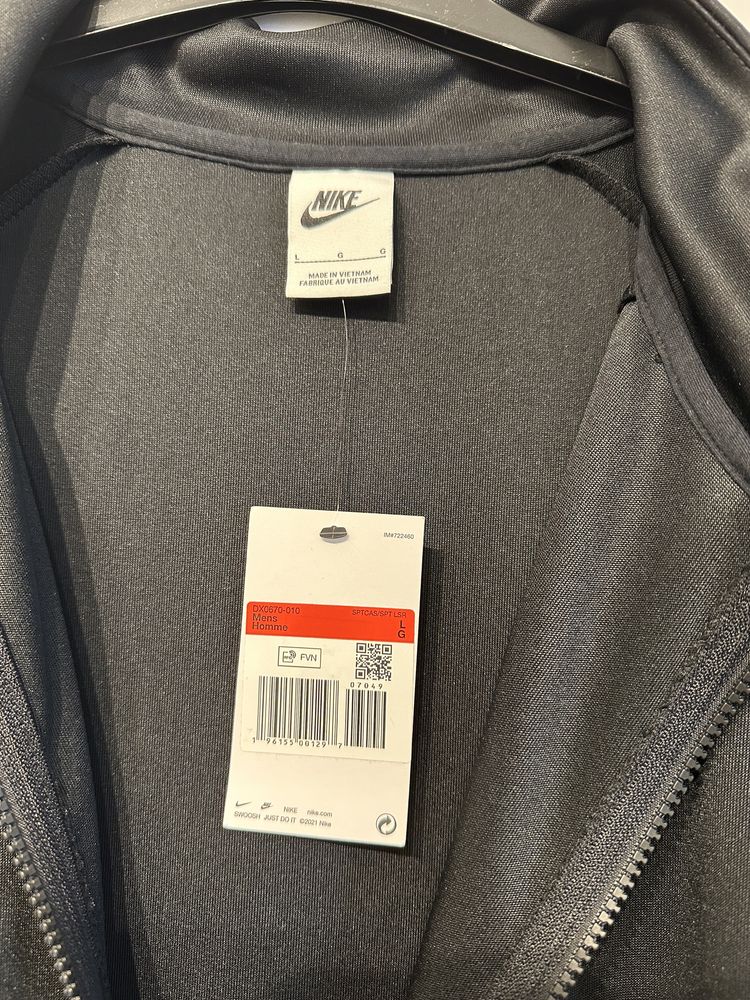 NIKE
L G G
MADE IN VIETNAM
FABRIQUE AU VIETNAM
IM#722460
DX0670-010 SPTCAS/SPT LSR
Mens L
Homme G
FVN
07049
1 96155 00129 7
NIKE nike.com
SWOOSH JUST DO IT ©2021 Nike